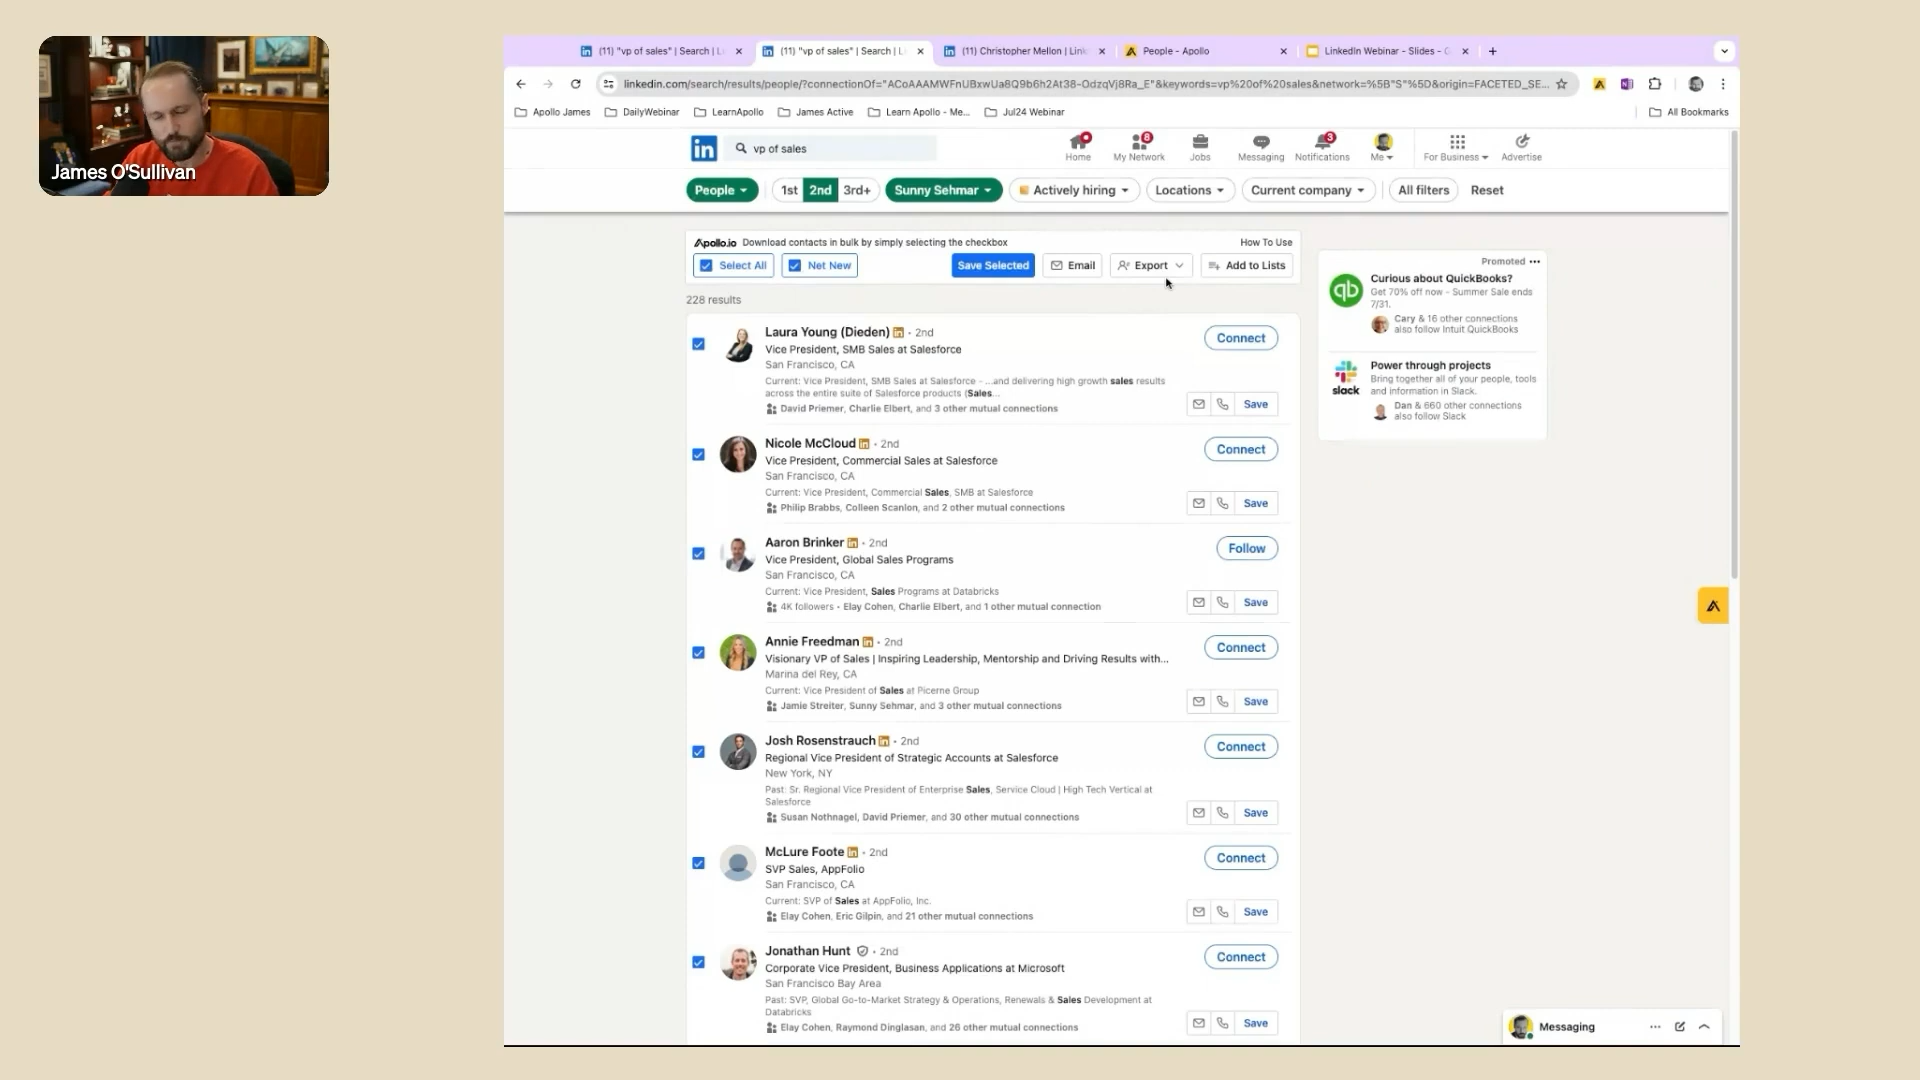 James O'Sullivan
(11) "vp of sales" | Search | L
(11) "vp of sales" | Search | L
(11) Christopher Mellon | Link
People - Apollo
LinkedIn Webinar - Slides - G
Apollo James
DailyWebinar
LearnApollo
James Active
Learn Apollo - Me...
Jul24 Webinar
All Bookmarks
in
vp of sales
Home
8
My Network
Jobs
Messaging
3
Notifications
Me
For Business
Advertise
People
1st
2nd
3rd+
Sunny Sehmar
Actively hiring
Locations
Current company
All filters
Reset
Apollo.io Download contacts in bulk by simply selecting the checkbox
How To Use
Select All
Net New
Save Selected
Email
Export
Add to Lists
228 results
Laura Young (Dieden) in • 2nd
Vice President, SMB Sales at Salesforce
San Francisco, CA
Current: Vice President, SMB Sales at Salesforce - ...and delivering high growth sales results
across the entire suite of Salesforce products (Sales...
David Priemer, Charlie Elbert, and 3 other mutual connections
Connect
Save
Nicole McCloud in • 2nd
Vice President, Commercial Sales at Salesforce
San Francisco, CA
Current: Vice President, Commercial Sales, SMB at Salesforce
Philip Brabbs, Colleen Scanlon, and 2 other mutual connections
Connect
Save
Aaron Brinker in • 2nd
Vice President, Global Sales Programs
San Francisco, CA
Current: Vice President, Sales Programs at Databricks
4K followers • Elay Cohen, Charlie Elbert, and 1 other mutual connection
Follow
Save
Annie Freedman in • 2nd
Visionary VP of Sales | Inspiring Leadership, Mentorship and Driving Results with...
Marina del Rey, CA
Current: Vice President of Sales at Picerne Group
Jamie Streiter, Sunny Sehmar, and 3 other mutual connections
Connect
Save
Josh Rosenstrauch in • 2nd
Regional Vice President of Strategic Accounts at Salesforce
New York, NY
Past: Sr. Regional Vice President of Enterprise Sales, Service Cloud | High Tech Vertical at
Salesforce
Susan Nothnagel, David Priemer, and 30 other mutual connections
Connect
Save
McLure Foote in • 2nd
SVP Sales, AppFolio
San Francisco, CA
Current: SVP of Sales at AppFolio, Inc.
Elay Cohen, Eric Gilpin, and 21 other mutual connections
Connect
Save
Jonathan Hunt • 2nd
Corporate Vice President, Business Applications at Microsoft
San Francisco Bay Area
Past: SVP, Global Go-to-Market Strategy & Operations, Renewals & Sales Development at
Databricks
Elay Cohen, Raymond Dinglasan, and 26 other mutual connections
Connect
Save
Promoted
qb
Curious about QuickBooks?
Get 70% off now - Summer Sale ends
7/31.
Cary & 16 other connections
also follow Intuit QuickBooks
slack
Power through projects
Bring together all of your people, tools
and information in Slack.
Dan & 660 other connections
also follow Slack
Messaging